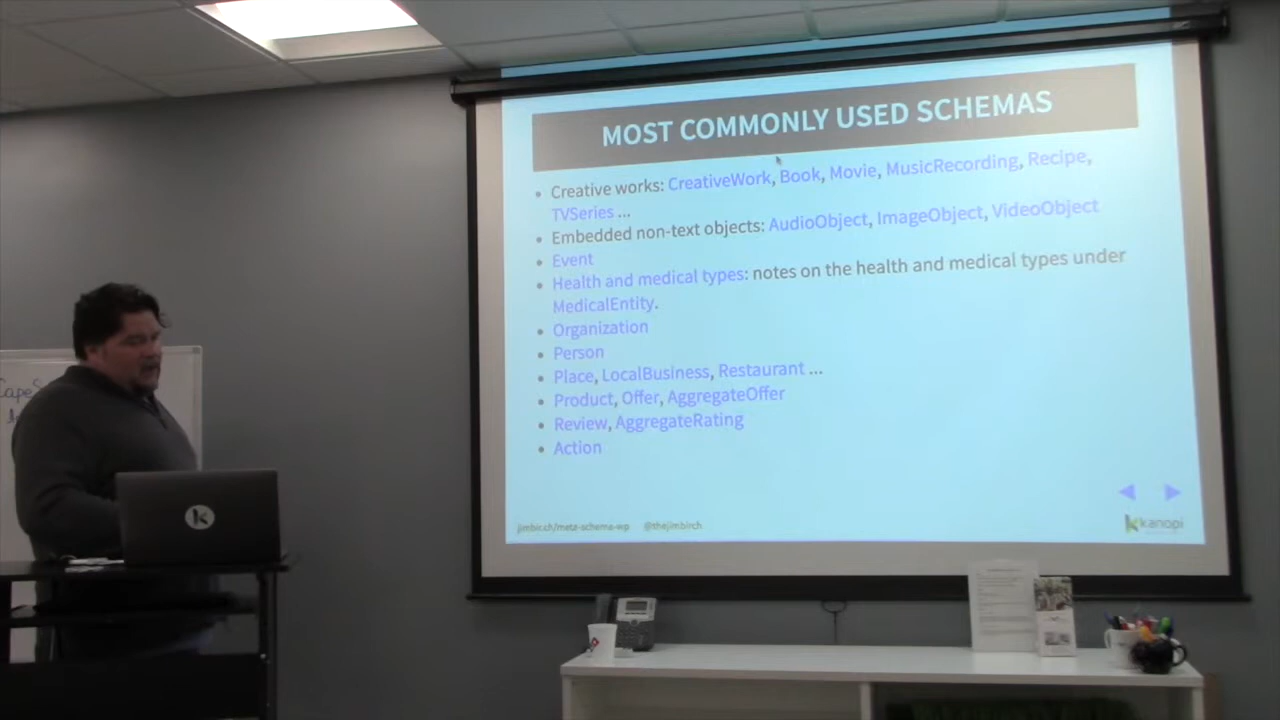 MOST COMMONLY USED SCHEMAS
• Creative works: CreativeWork, Book, Movie, MusicRecording, Recipe,
TVSeries ...
• Embedded non-text objects: AudioObject, ImageObject, VideoObject
• Event
• Health and medical types: notes on the health and medical types under
MedicalEntity.
• Organization
• Person
• Place, LocalBusiness, Restaurant ...
• Product, Offer, AggregateOffer
• Review, AggregateRating
• Action
jimbir.ch/meta-schema-wp @thejimbirch
kanopi